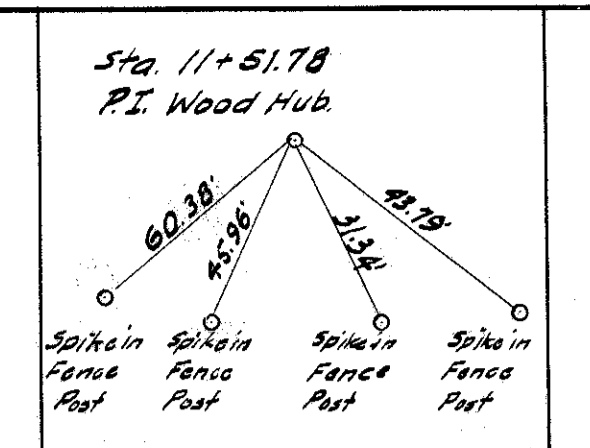 Sta. 11+51.78
P.I. Wood Hub.
60.38'
45.96'
31.34'
43.79'
Spike in Spike in Spike in Spike in
Fence Fence Fence Fence
Post Post Post Post